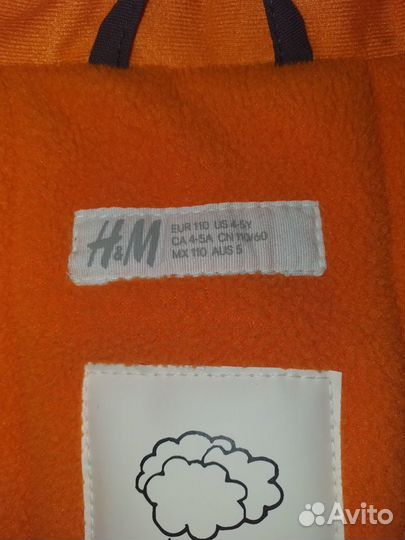 H&M
EUR 110 US 4-5Y
CA 4-5A CN 110/60
MX 110 AUS 5
Avito